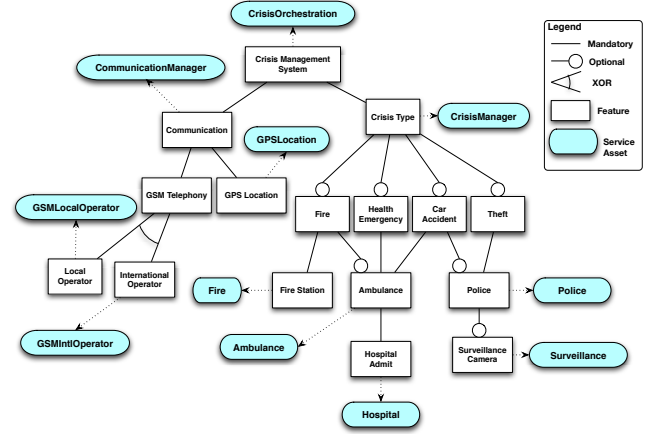 CrisisOrchestration
Legend
Mandatory
Optional
XOR
Feature
Service
Asset
Crisis Management
System
CommunicationManager
Communication
Crisis Type
CrisisManager
GPSLocation
GSM Telephony
GPS Location
GSMLocalOperator
Fire
Health
Emergency
Car
Accident
Theft
Local
Operator
International
Operator
Fire
Fire Station
Ambulance
Police
Police
GSMIntlOperator
Ambulance
Hospital
Admit
Surveillance
Camera
Surveillance
Hospital